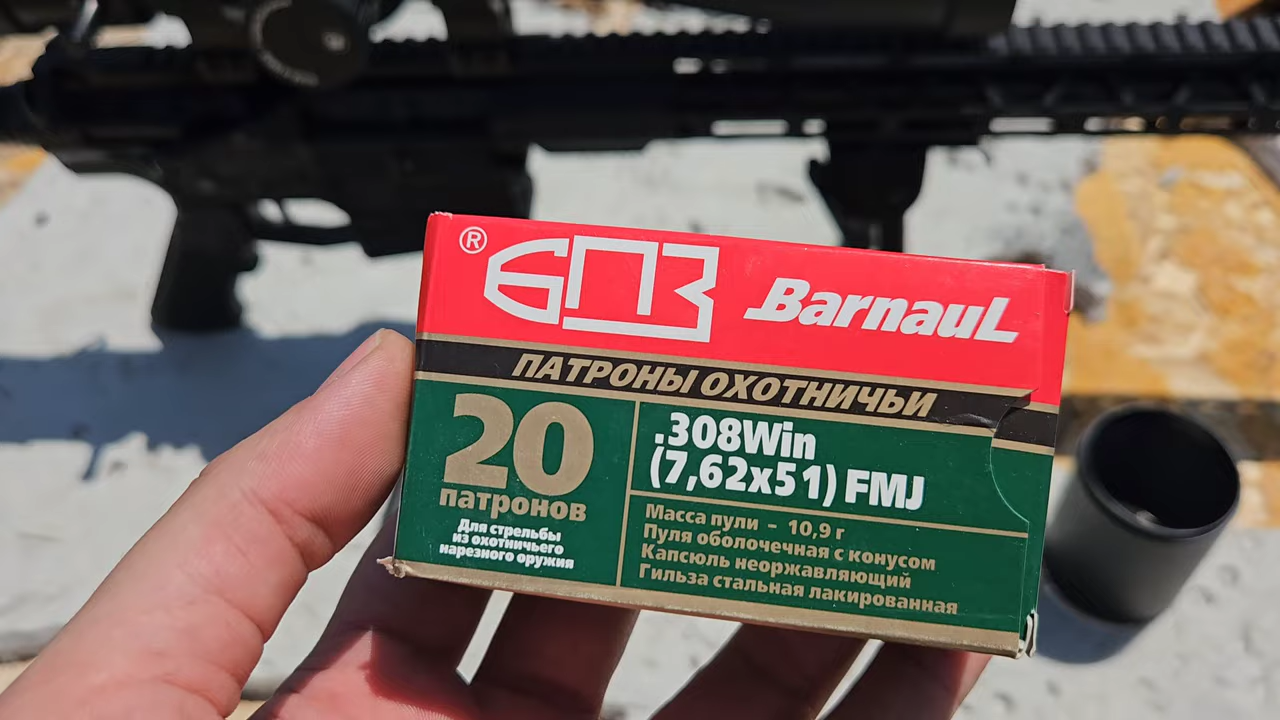 ® БПЗ Barnaul
ПАТРОНЫ ОХОТНИЧЬИ
20
патронов
Для стрельбы
из охотничьего
нарезного оружия
.308Win
(7,62x51) FMJ
Масса пули – 10,9 г
Пуля оболочечная с конусом
Капсюль неоржавляющий
Гильза стальная лакированная